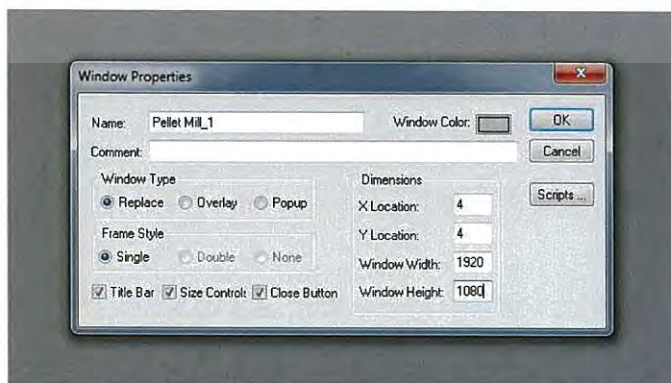 Window Properties
Name: Pellet Mill_1 Window Color: OK
Comment: Cancel
Window Type Dimensions Scripts ...
Replace Overlay Popup X Location: 4
Frame Style Y Location: 4
Single Double None Window Width: 1920
Title Bar Size Control: Close Button Window Height: 1080